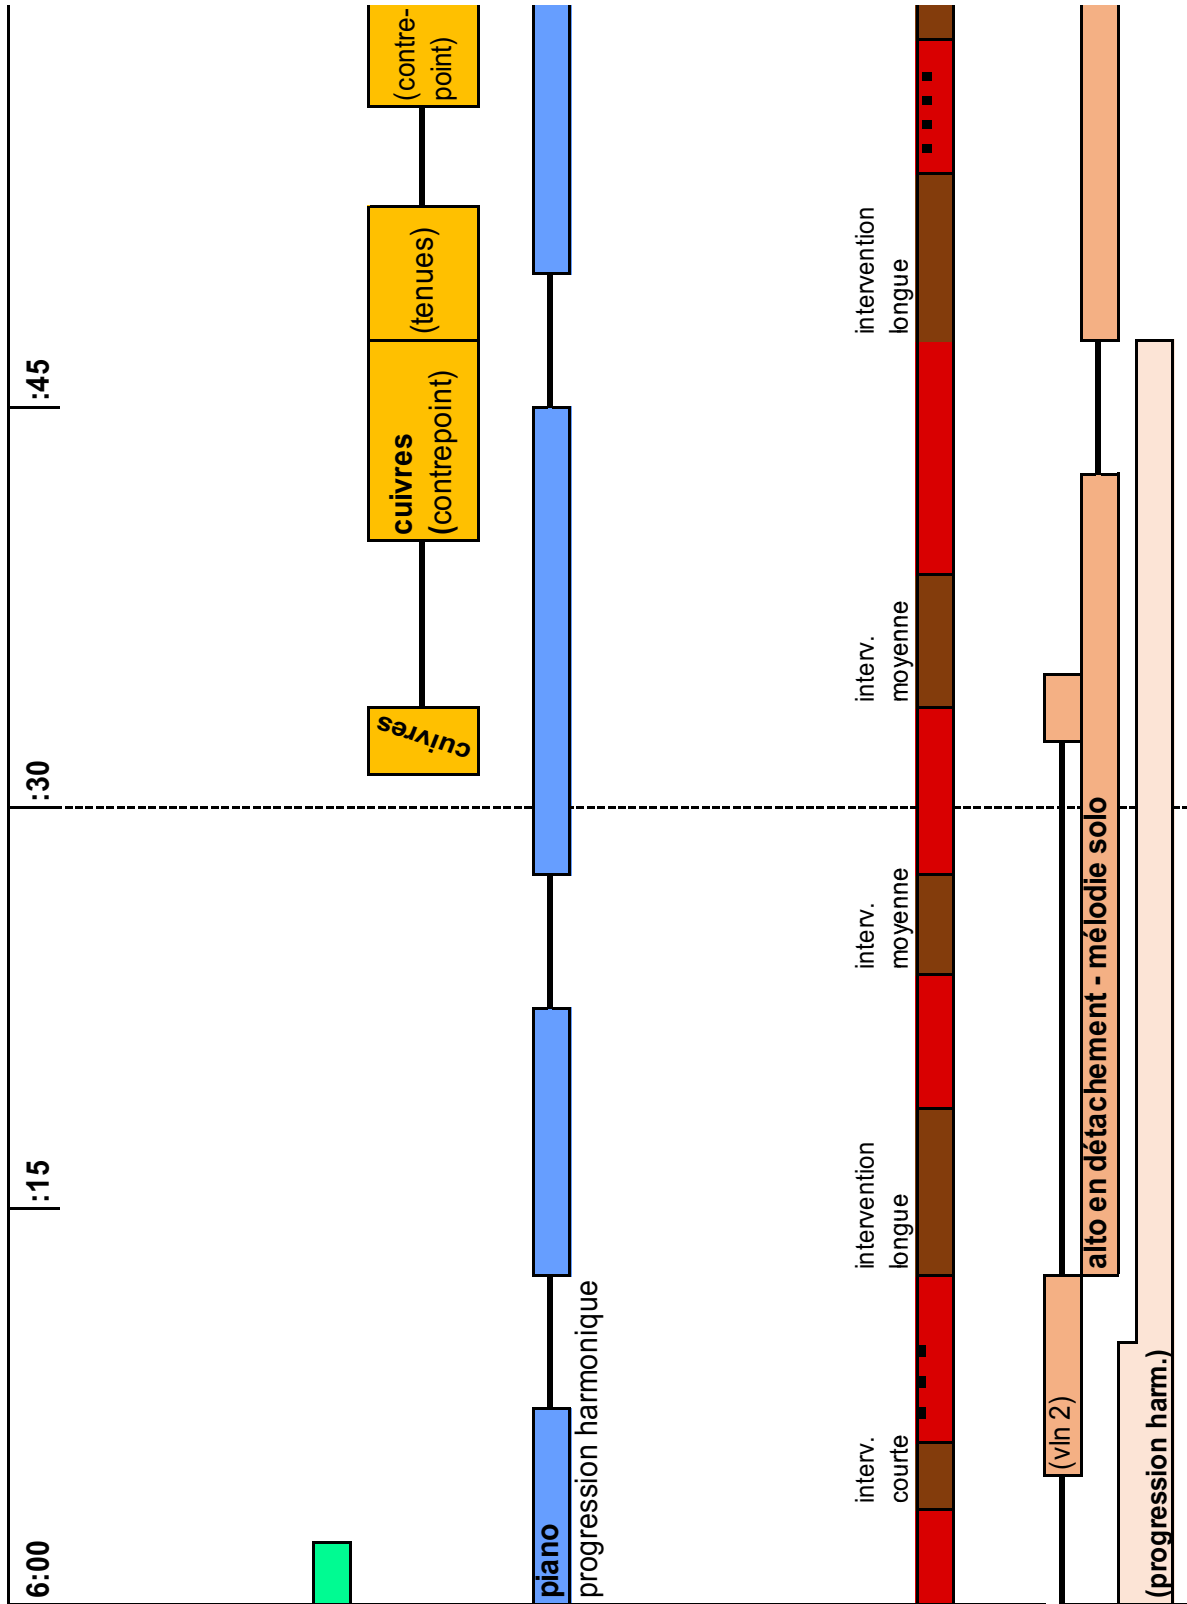 6:00
:15
:30
:45
cuivres
cuivres
(contrepoint)
(tenues)
(contre-
point)
piano
progression harmonique
interv.
courte
intervention
longue
interv.
moyenne
interv.
moyenne
intervention
longue
(vln 2)
alto en détachement - mélodie solo
(progression harm.)